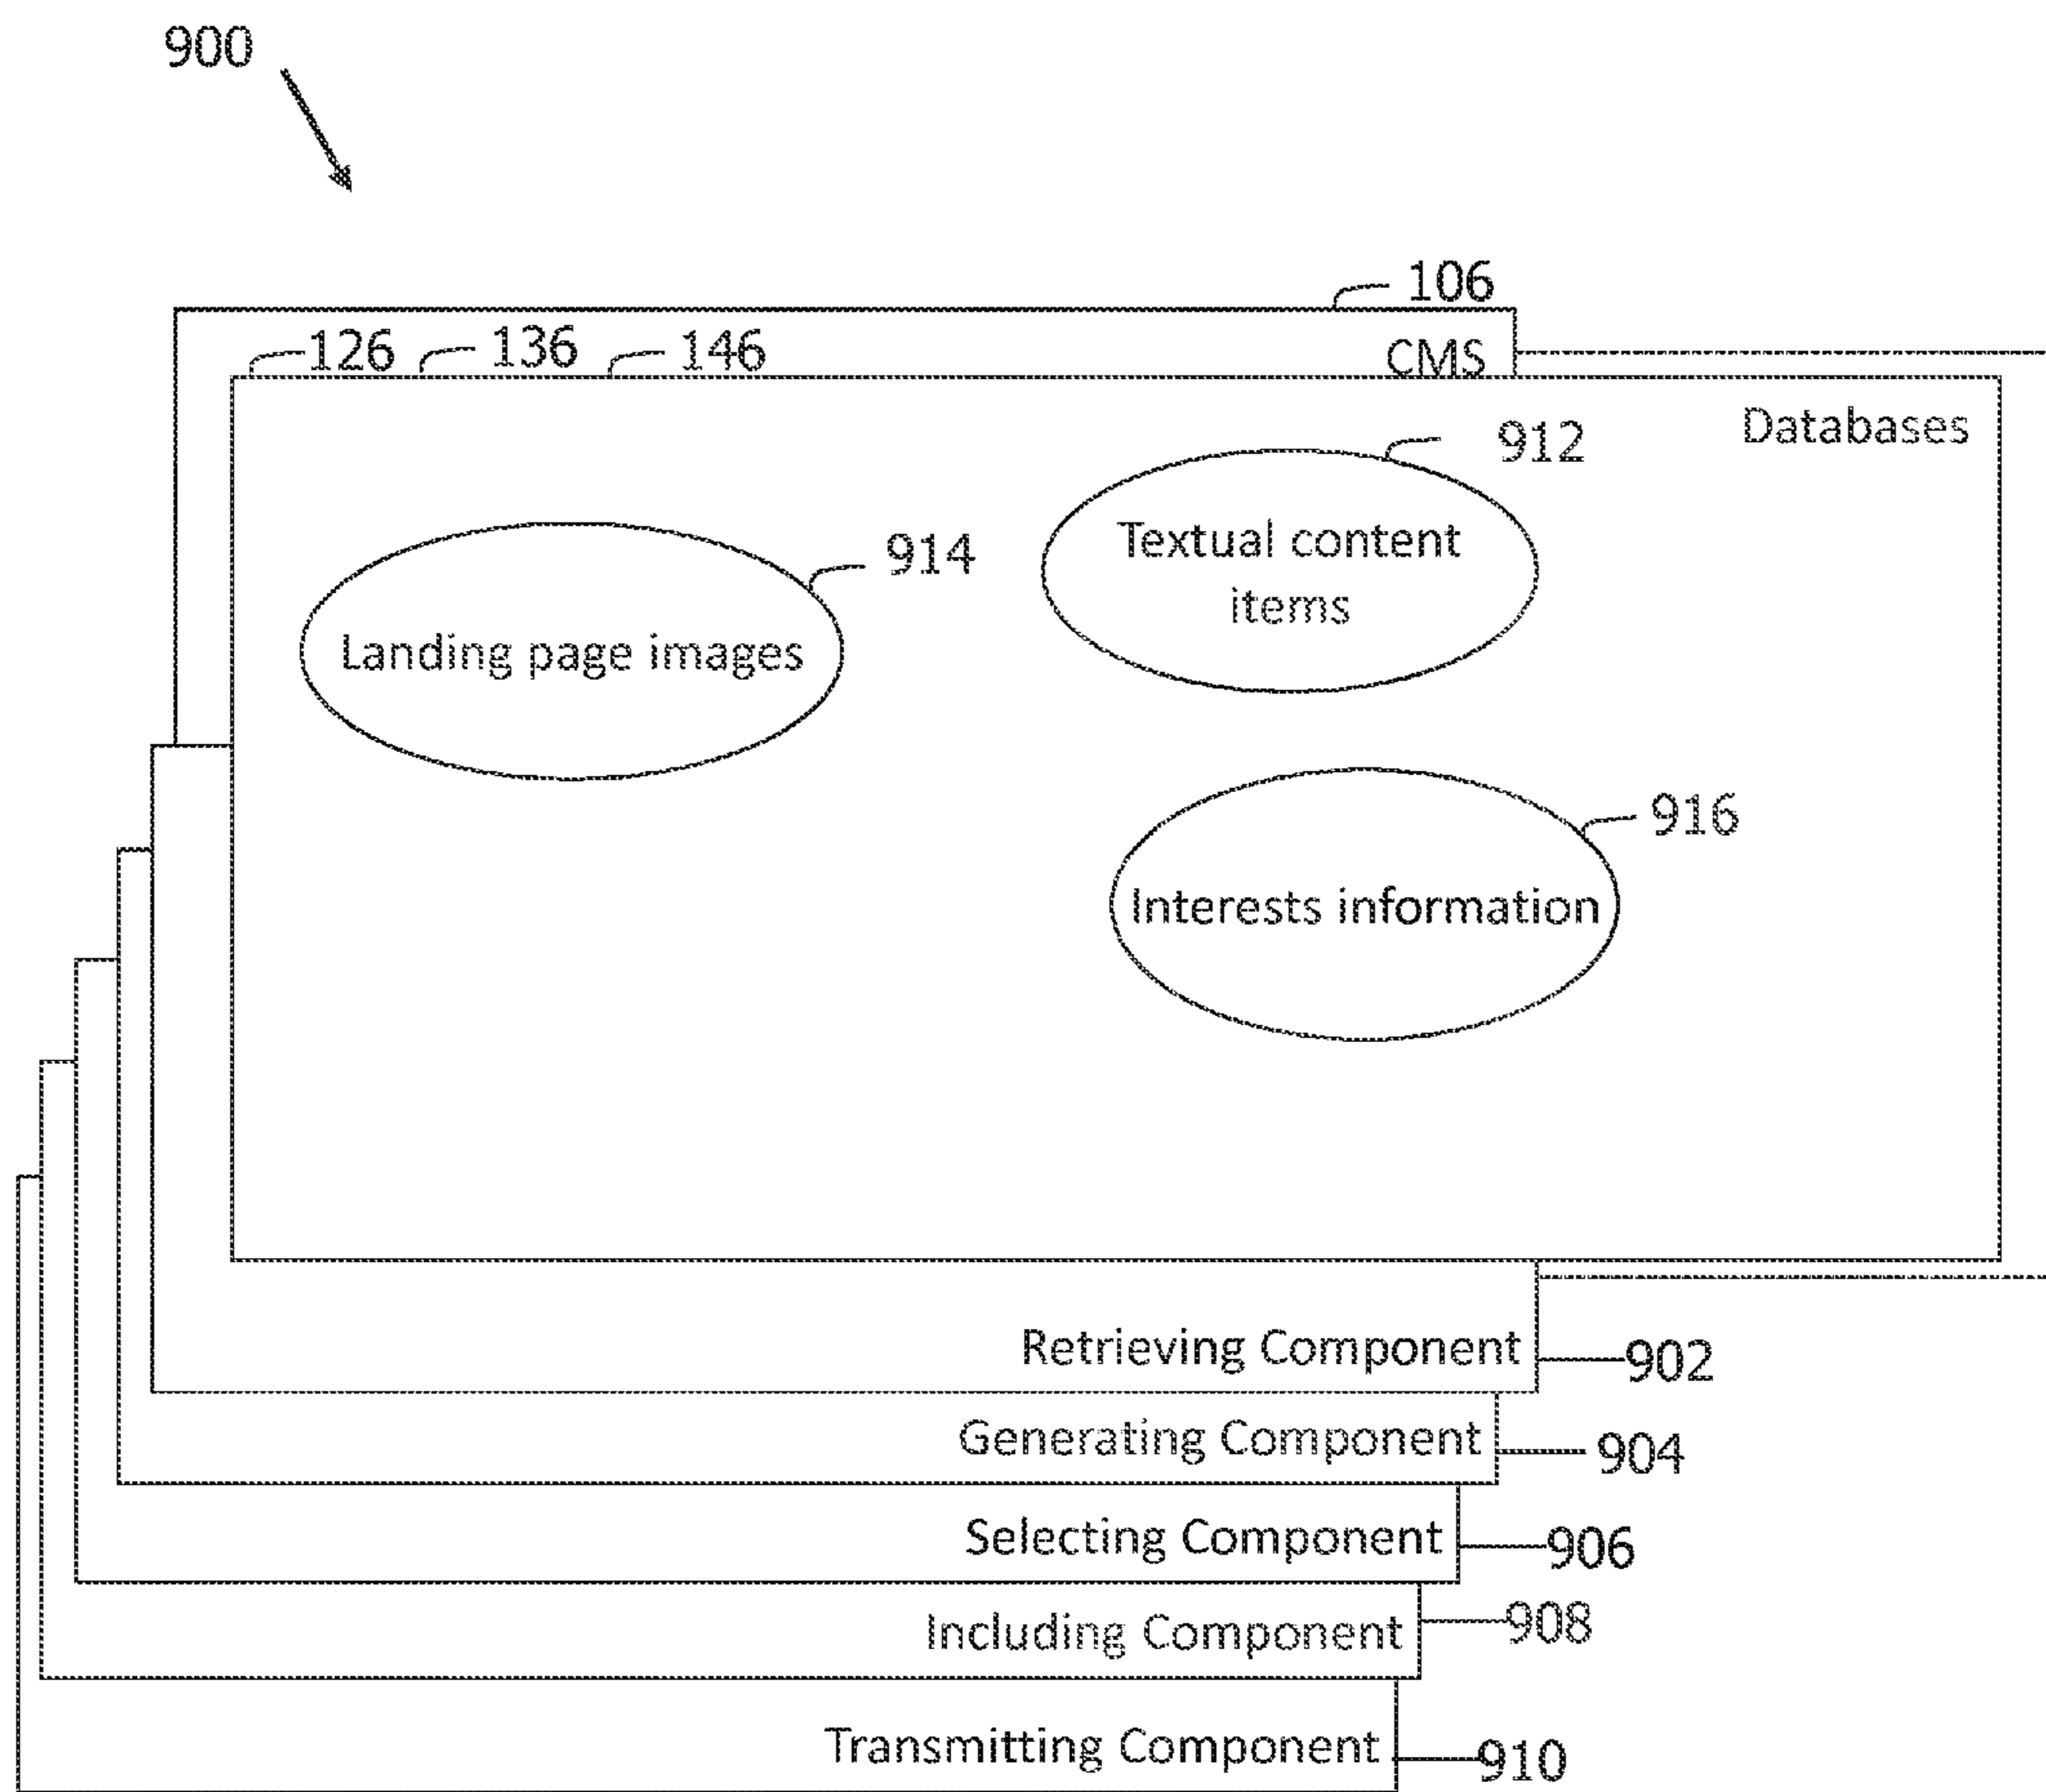 900
106
126 136 146
CMS
Databases
912
Textual content
items
914
Landing page images
916
Interests information
Retrieving Component
902
Generating Component
904
Selecting Component
906
Including Component
908
Transmitting Component
910